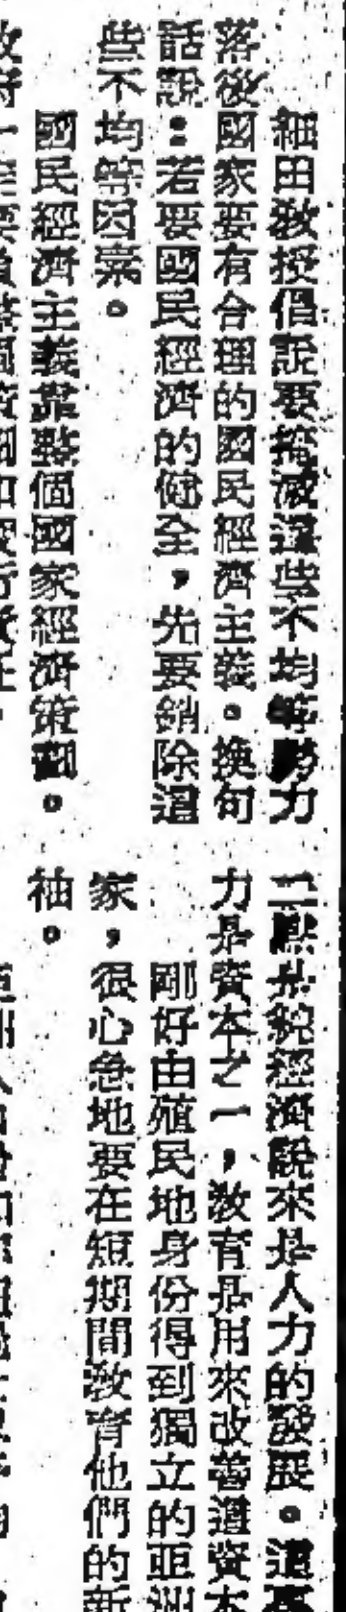 細田教授倡說要掃減這些不均等勢力
落後國家要有合理的國民經濟主義。換句
話說：若要國民經濟的健全，先要銷除這
些不均等因素。
國民經濟主義靠整個國家經濟策劃。
二點是純經濟說來是人力的發展。這
力是資本之一，教育是用來改善這資本
剛好由殖民地身份得到獨立的亞洲
家，很心急地要在短期間教育他們的新
袖。